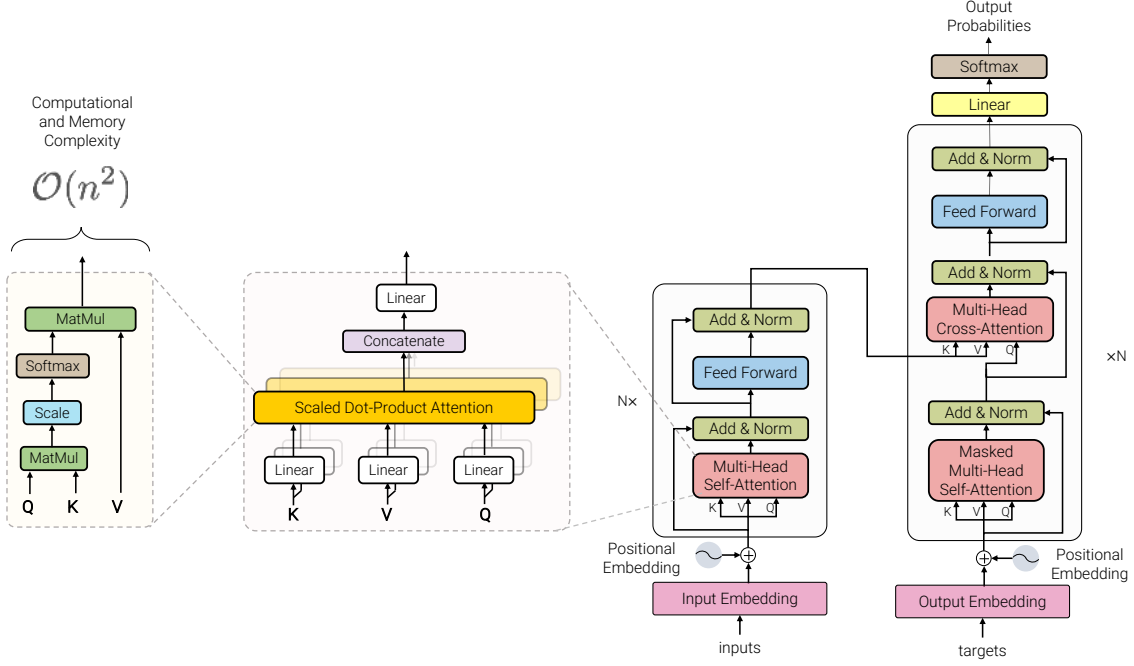 Computational
and Memory
Complexity
𝒪(n²)
MatMul
Softmax
Scale
MatMul
Q K V
Linear
Concatenate
Scaled Dot-Product Attention
Linear Linear Linear
K V Q
N×
Add & Norm
Feed Forward
Add & Norm
Multi-Head
Self-Attention
K V Q
Positional
Embedding
Input Embedding
inputs
Output
Probabilities
Softmax
Linear
Add & Norm
Feed Forward
Add & Norm
Multi-Head
Cross-Attention
K V Q
×N
Add & Norm
Masked
Multi-Head
Self-Attention
K V Q
Positional
Embedding
Output Embedding
targets